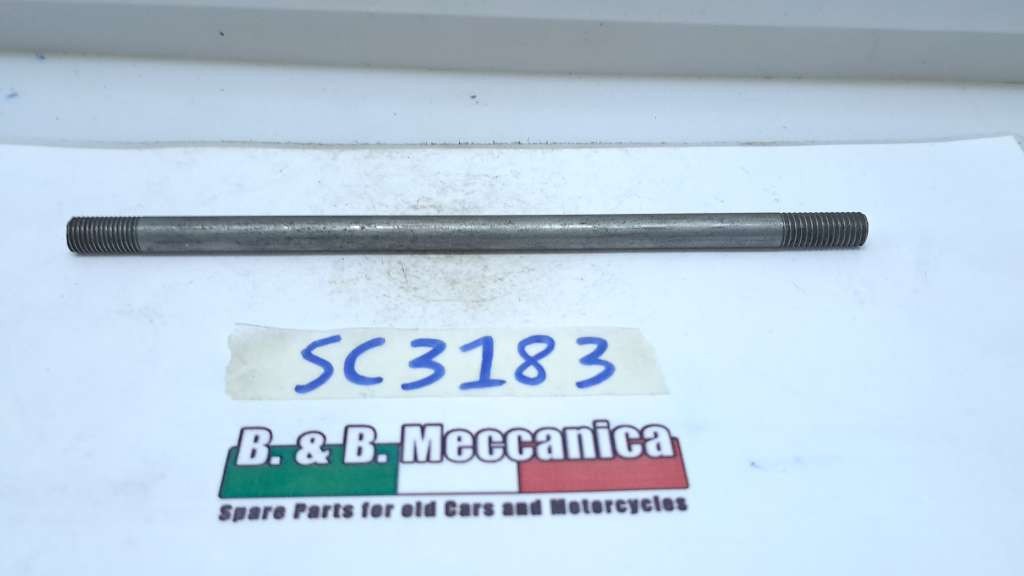 SC3183
B. & B. Meccanica
Spare Parts for old Cars and Motorcycles